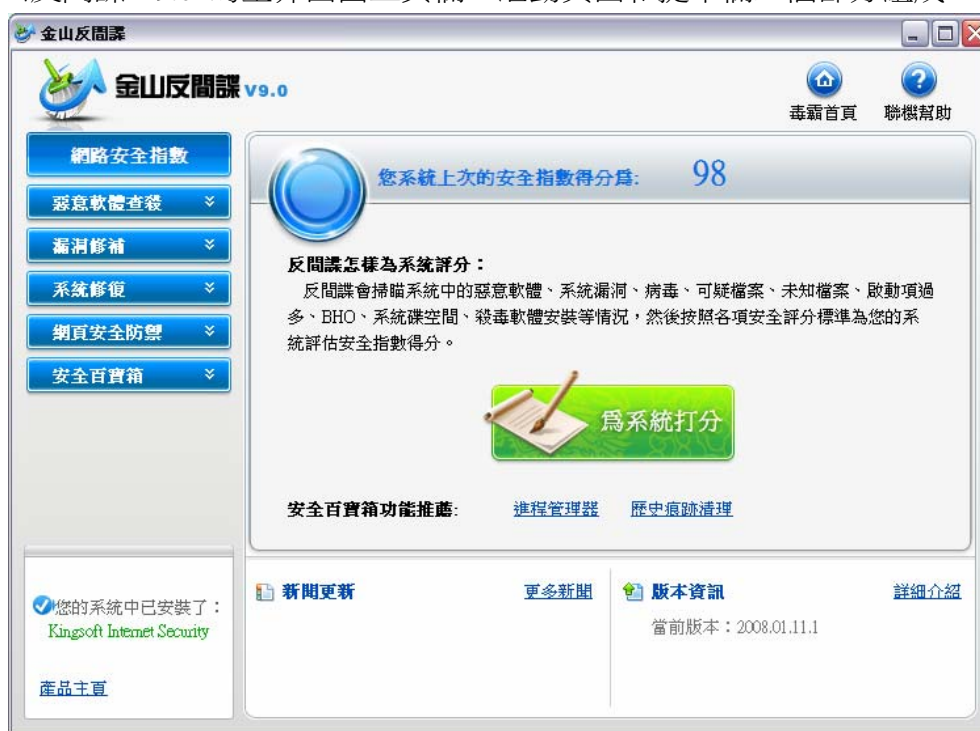 金山反間諜
金山反間諜 V9.0
毒霸首頁
聯機幫助
網路安全指數
惡意軟體查殺
漏洞修補
系統修復
網頁安全防禦
安全百寶箱
您系統上次的安全指數得分爲: 98
反間諜怎樣為系統評分：
反間諜會掃瞄系統中的惡意軟體、系統漏洞、病毒、可疑檔案、未知檔案、啟動項過
多、BHO、系統碟空間、殺毒軟體安裝等情況，然後按照各項安全評分標準為您的系
統評估安全指數得分。
爲系統打分
安全百寶箱功能推薦: 進程管理器 歷史痕跡清理
您的系統中已安裝了：
Kingsoft Internet Security
產品主頁
新聞更新 更多新聞
版本資訊 詳細介紹
當前版本：2008.01.11.1